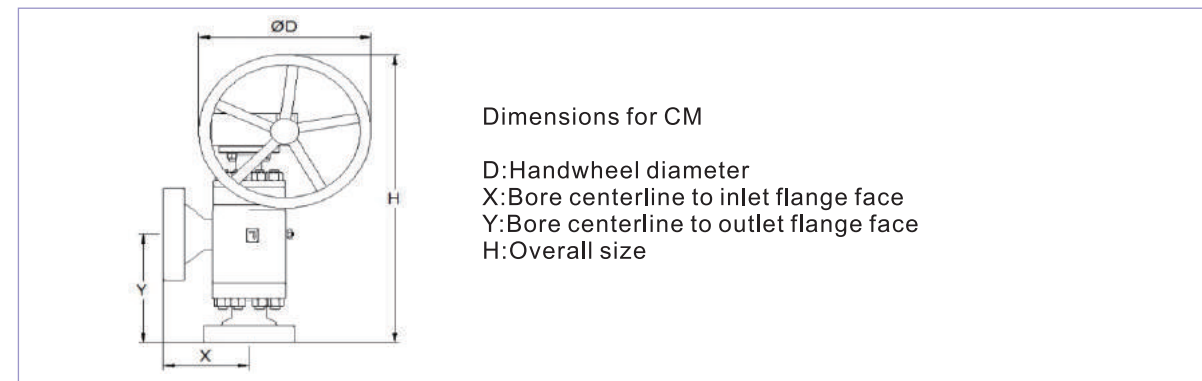 ØD
Dimensions for CM
D:Handwheel diameter
X:Bore centerline to inlet flange face
Y:Bore centerline to outlet flange face
H:Overall size
H
Y
X